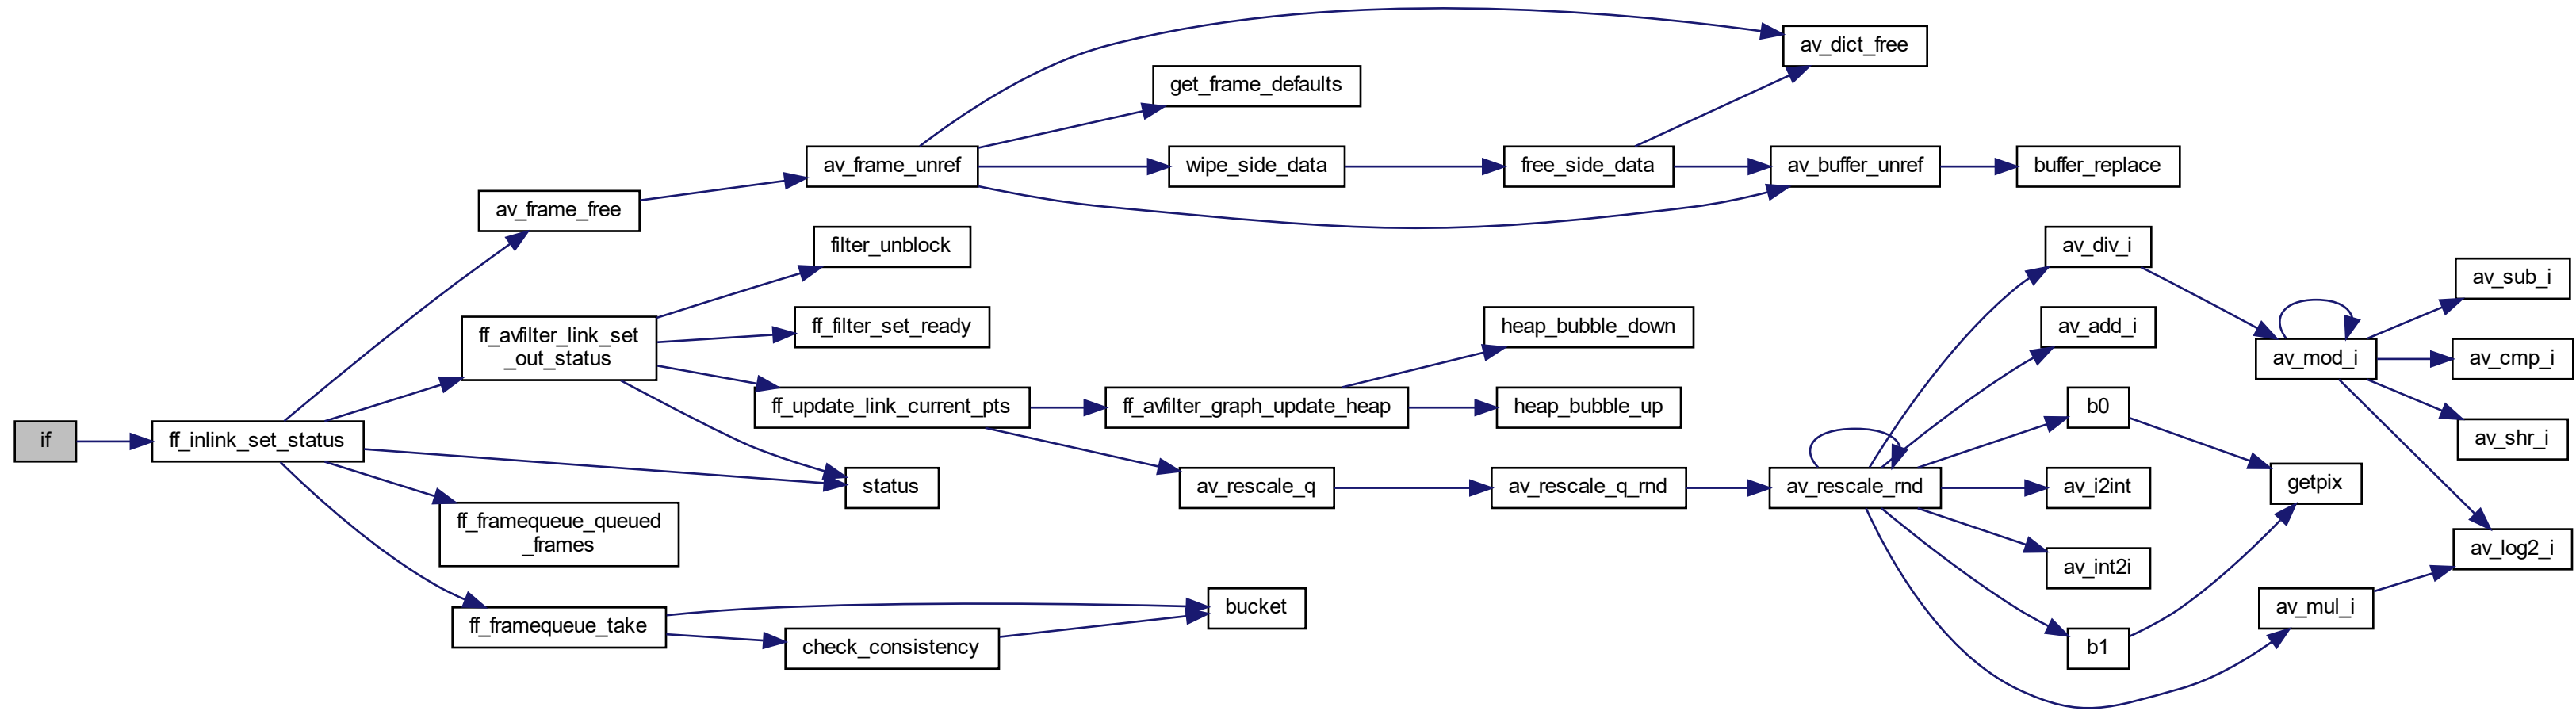 if
ff_inlink_set_status
av_frame_free
ff_avfilter_link_set
_out_status
ff_framequeue_queued
_frames
ff_framequeue_take
av_frame_unref
filter_unblock
ff_filter_set_ready
ff_update_link_current_pts
status
check_consistency
get_frame_defaults
wipe_side_data
ff_avfilter_graph_update_heap
av_rescale_q
bucket
free_side_data
heap_bubble_down
heap_bubble_up
av_rescale_q_rnd
av_dict_free
av_buffer_unref
av_rescale_rnd
buffer_replace
av_div_i
av_add_i
b0
av_i2int
av_int2i
b1
av_mod_i
getpix
av_mul_i
av_sub_i
av_cmp_i
av_shr_i
av_log2_i